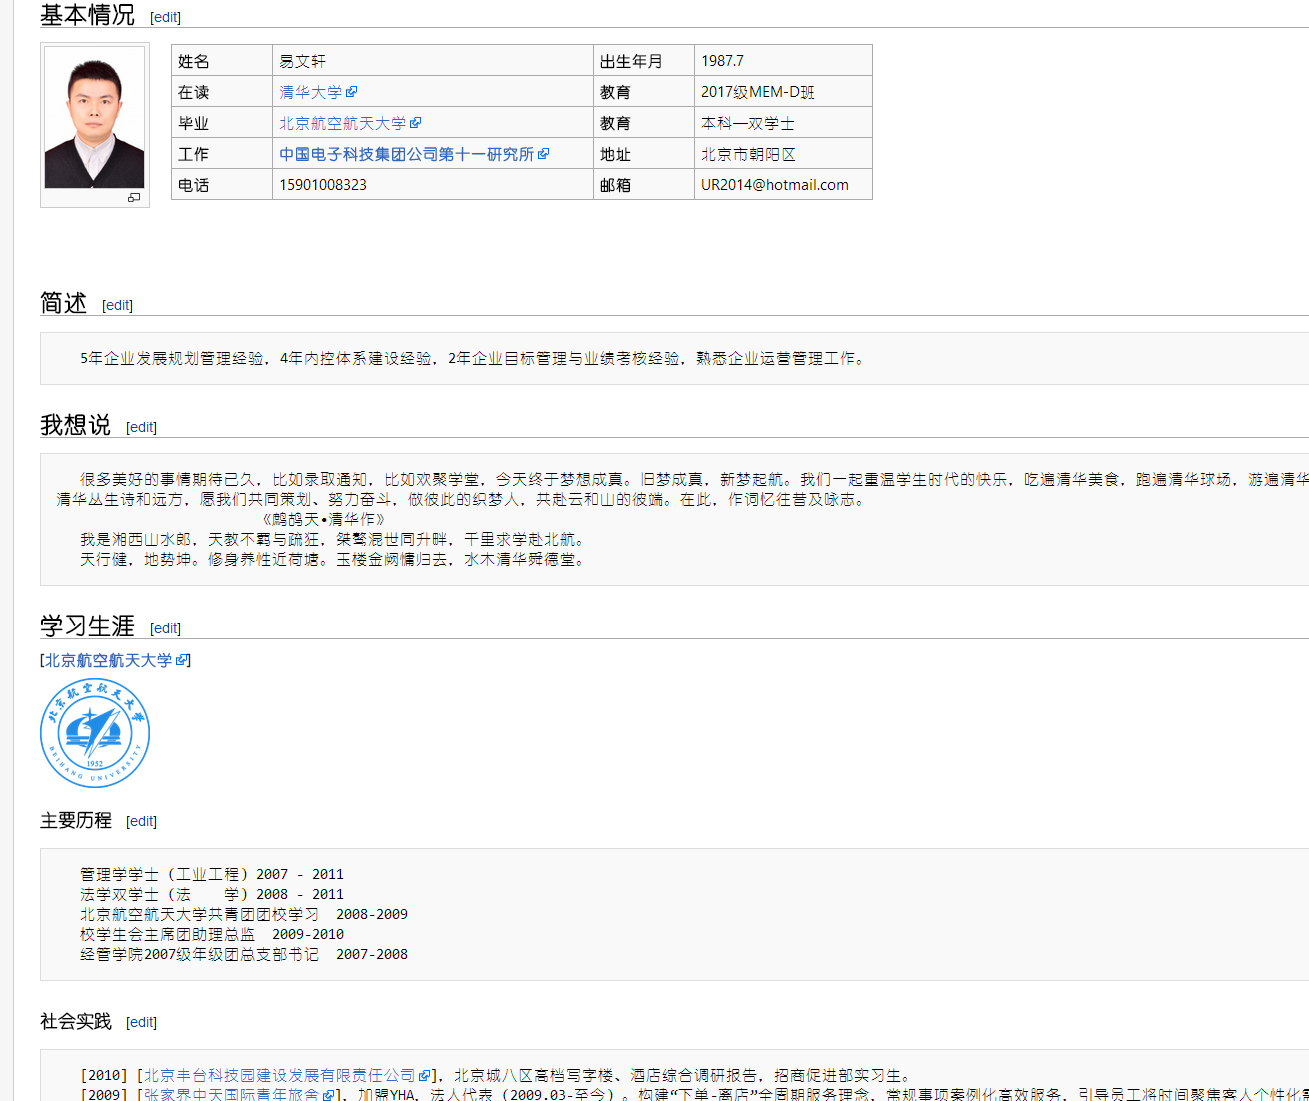 基本情况 [edit]
姓名 易文轩 出生年月 1987.7
在读 清华大学 教育 2017级MEM-D班
毕业 北京航空航天大学 教育 本科—双学士
工作 中国电子科技集团公司第十一研究所 地址 北京市朝阳区
电话 15901008323 邮箱 UR2014@hotmail.com
简述 [edit]
5年企业发展规划管理经验，4年内控体系建设经验，2年企业目标管理与业绩考核经验，熟悉企业运营管理工作。
我想说 [edit]
很多美好的事情期待已久，比如录取通知，比如欢聚学堂，今天终于梦想成真。旧梦成真，新梦起航。我们一起重温学生时代的快乐，吃遍清华美食，跑遍清华球场，游遍清华
清华丛生诗和远方，愿我们共同策划、努力奋斗，做彼此的织梦人，共赴云和山的彼端。在此，作词忆往昔及咏志。
《鹧鸪天•清华作》
我是湘西山水郎，天教不羁与疏狂，桀骜混世同升畔，千里求学赴北航。
天行健，地势坤。修身养性近荷塘。玉楼金阙慵归去，水木清华舜德堂。
学习生涯 [edit]
[北京航空航天大学]
北京航空航天大学
1952
BEIHANG UNIVERSITY
主要历程 [edit]
管理学学士（工业工程）2007 - 2011
法学双学士（法 学）2008 - 2011
北京航空航天大学共青团团校学习 2008-2009
校学生会主席团助理总监 2009-2010
经管学院2007级年级团总支部书记 2007-2008
社会实践 [edit]
[2010] [北京丰台科技园建设发展有限责任公司]，北京城八区高档写字楼、酒店综合调研报告，招商促进部实习生。
[2009] [张家界中天国际青年旅舍]，加盟YHA，法人代表（2009.03-至今）。构建“下单-离店”全周期服务理念，常规事项案例化高效服务，引导员工将时间聚焦客人个性化